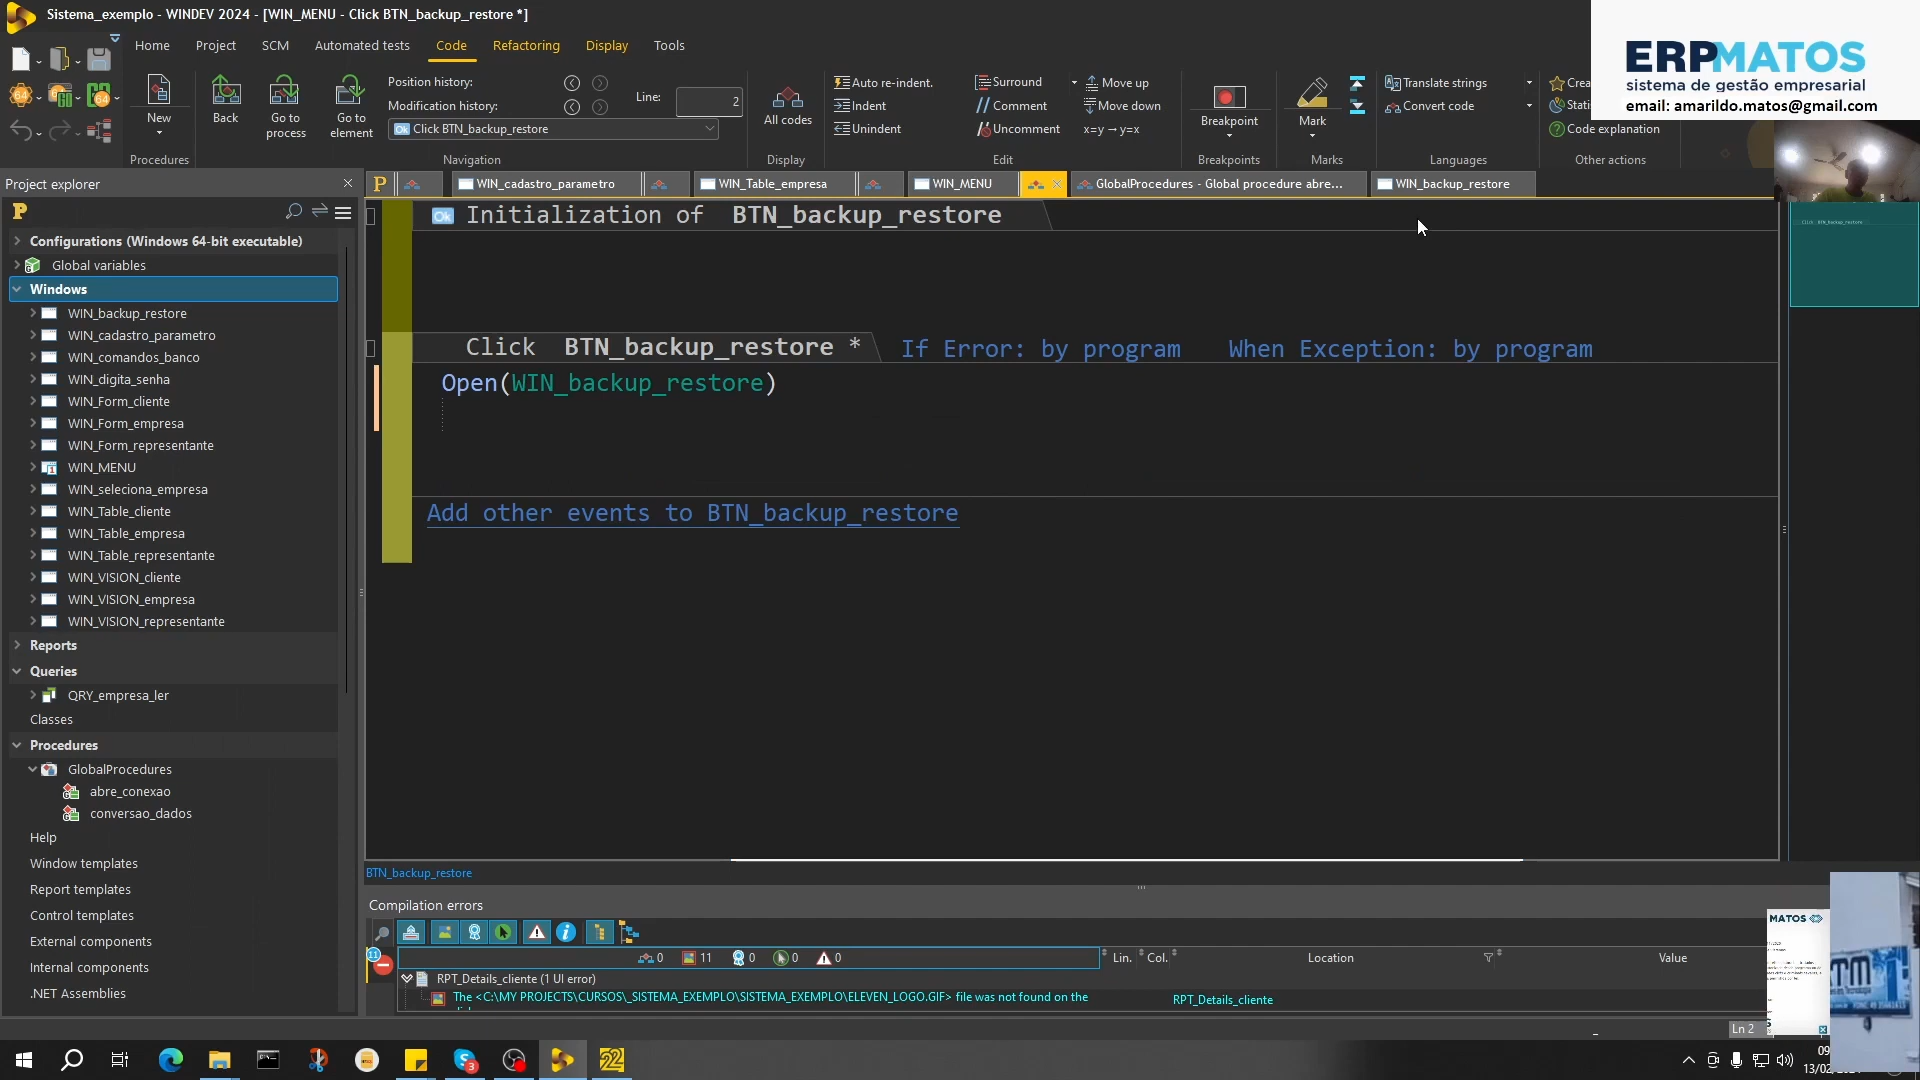 Sistema_exemplo - WINDEV 2024 - [WIN_MENU - Click BTN_backup_restore *]
Home Project SCM Automated tests Code Refactoring Display Tools
ERPMATOS
sistema de gestão empresarial
email: amarildo.matos@gmail.com
New
Procedures
Back
Go to process
Go to element
Position history:
Modification history:
Line: 2
Click BTN_backup_restore
Navigation
All codes
Display
Auto re-indent.
Indent
Unindent
Surround
Comment
Uncomment
Move up
Move down
x=y→y=x
Edit
Breakpoint
Breakpoints
Mark
Marks
Translate strings
Convert code
Languages
Crea
Stati
Code explanation
Other actions
Project explorer
WIN_cadastro_parametro WIN_Table_empresa WIN_MENU GlobalProcedures - Global procedure abre... WIN_backup_restore
Configurations (Windows 64-bit executable)
Global variables
Windows
WIN_backup_restore
WIN_cadastro_parametro
WIN_comandos_banco
WIN_digita_senha
WIN_Form_cliente
WIN_Form_empresa
WIN_Form_representante
WIN_MENU
WIN_seleciona_empresa
WIN_Table_cliente
WIN_Table_empresa
WIN_Table_representante
WIN_VISION_cliente
WIN_VISION_empresa
WIN_VISION_representante
Reports
Queries
QRY_empresa_ler
Classes
Procedures
GlobalProcedures
abre_conexao
conversao_dados
Help
Window templates
Report templates
Control templates
External components
Internal components
.NET Assemblies
Initialization of BTN_backup_restore
Click BTN_backup_restore * If Error: by program When Exception: by program
Open(WIN_backup_restore)
Add other events to BTN_backup_restore
BTN_backup_restore
Compilation errors
11
0 11 0 0 0 Lin. Col. Location Value
RPT_Details_cliente (1 UI error)
The <C:\MY PROJECTS\CURSOS\_SISTEMA_EXEMPLO\SISTEMA_EXEMPLO\ELEVEN_LOGO.GIF> file was not found on the RPT_Details_cliente
MATOS
Ln 2
3
22
09
13/02/